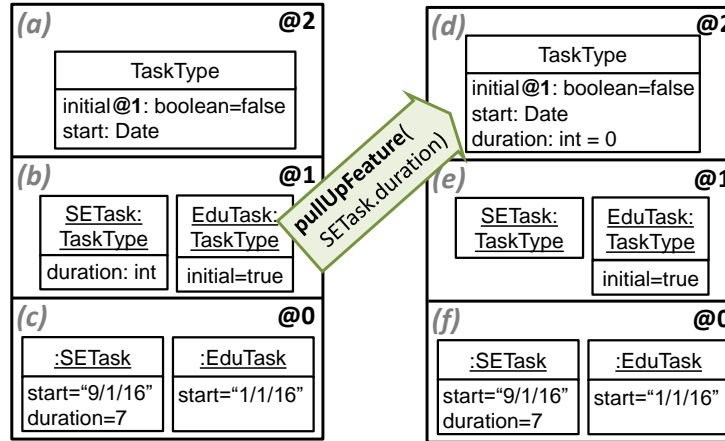 (a) @2
TaskType
initial@1: boolean=false
start: Date
(b) @1
SETask:
TaskType
duration: int
EduTask:
TaskType
initial=true
(c) @0
:SETask
start="9/1/16"
duration=7
:EduTask
start="1/1/16"
pullUpFeature(
SETask.duration)
(d) @2
TaskType
initial@1: boolean=false
start: Date
duration: int = 0
(e) @1
SETask:
TaskType
EduTask:
TaskType
initial=true
(f) @0
:SETask
start="9/1/16"
duration=7
:EduTask
start="1/1/16"